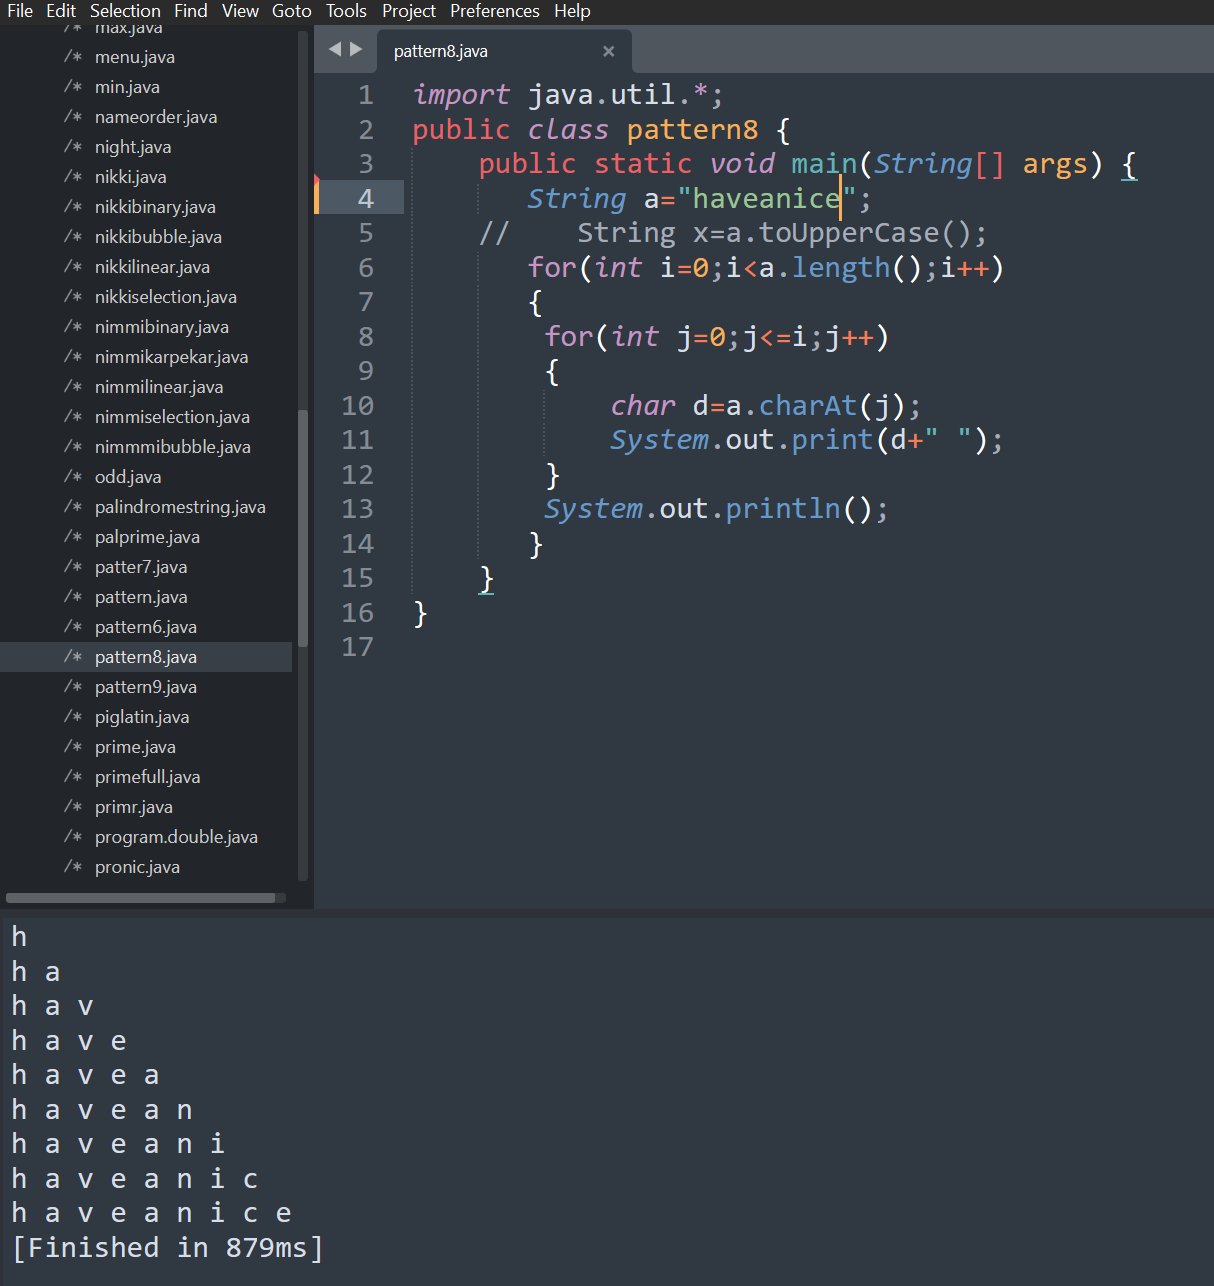 File Edit Selection Find View Goto Tools Project Preferences Help
/* max.java
/* menu.java
/* min.java
/* nameorder.java
/* night.java
/* nikki.java
/* nikkibinary.java
/* nikkibubble.java
/* nikkilinear.java
/* nikkiselection.java
/* nimmibinary.java
/* nimmikarpekar.java
/* nimmilinear.java
/* nimmiselection.java
/* nimmmibubble.java
/* odd.java
/* palindromestring.java
/* palprime.java
/* patter7.java
/* pattern.java
/* pattern6.java
/* pattern8.java
/* pattern9.java
/* piglatin.java
/* prime.java
/* primefull.java
/* primr.java
/* program.double.java
/* pronic.java
◀ ▶ pattern8.java ×
1 import java.util.*;
2 public class pattern8 {
3 public static void main(String[] args) {
4 String a="haveanice";
5 // String x=a.toUpperCase();
6 for(int i=0;i<a.length();i++)
7 {
8 for(int j=0;j<=i;j++)
9 {
10 char d=a.charAt(j);
11 System.out.print(d+" ");
12 }
13 System.out.println();
14 }
15 }
16 }
17
h
h a
h a v
h a v e
h a v e a
h a v e a n
h a v e a n i
h a v e a n i c
h a v e a n i c e
[Finished in 879ms]